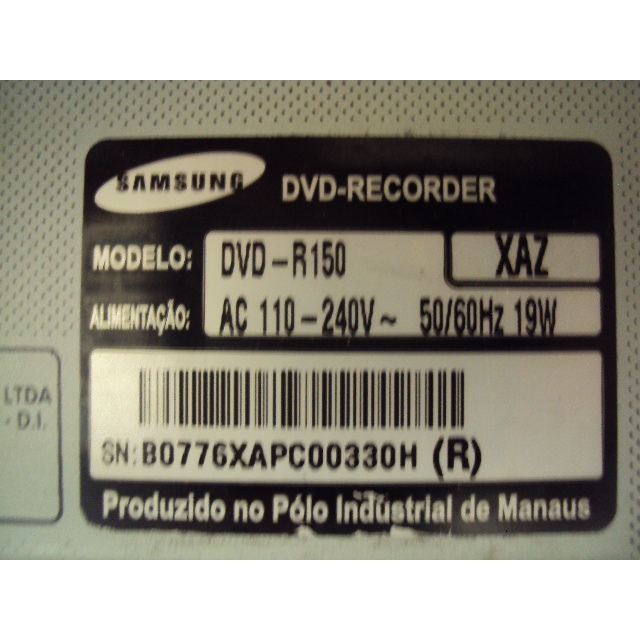 SAMSUNG DVD-RECORDER
MODELO: DVD-R150 XAZ
ALIMENTAÇÃO: AC 110-240V~ 50/60Hz 19W
LTDA
- D.I.
SN: B0776XAPC00330H (R)
Produzido no Pólo Industrial de Manaus